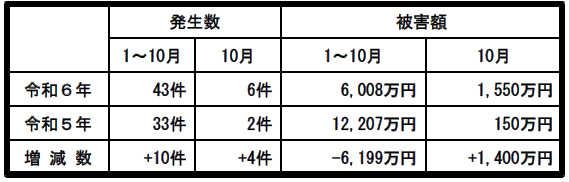 発生数 被害額
1～10月 10月 1～10月 10月
令和６年 43件 6件 6,008万円 1,550万円
令和５年 33件 2件 12,207万円 150万円
増減数 +10件 +4件 -6,199万円 +1,400万円